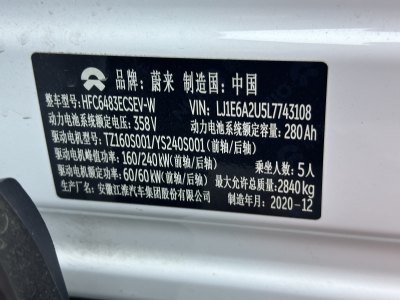 品牌: 蔚来 制造国: 中国
整车型号: HFC6483ECSEV-W VIN: LJ1E6A2U5L7743108
动力电池系统额定电压: 358V 动力电池系统额定容量: 280Ah
驱动电机型号: TZ160S001/YS240S001(前轴/后轴)
驱动电机峰值功率: 160/240kW(前轴/后轴) 乘坐人数: 5人
驱动电机额定功率: 60/60kW(前轴/后轴) 最大允许总质量: 2840kg
生产厂名: 安徽江淮汽车集团股份有限公司 制造年月: 2020-12